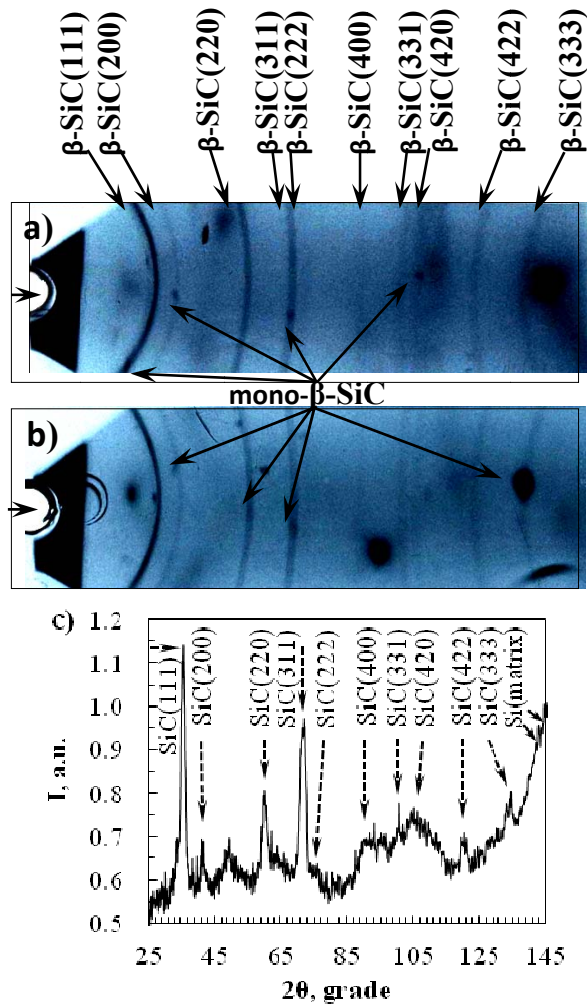 β-SiC(111)
β-SiC(200)
β-SiC(220)
β-SiC(311)
β-SiC(222)
β-SiC(400)
β-SiC(331)
β-SiC(420)
β-SiC(422)
β-SiC(333)
a)
mono-β-SiC
b)
c)
1.2
1.1
1.0
0.9
0.8
0.7
0.6
0.5
I, a.u.
SiC(111)
SiC(200)
SiC(220)
SiC(311)
SiC(222)
SiC(400)
SiC(331)
SiC(420)
SiC(422)
SiC(333)
Si(matrix)
25 45 65 85 105 125 145
2θ, grade